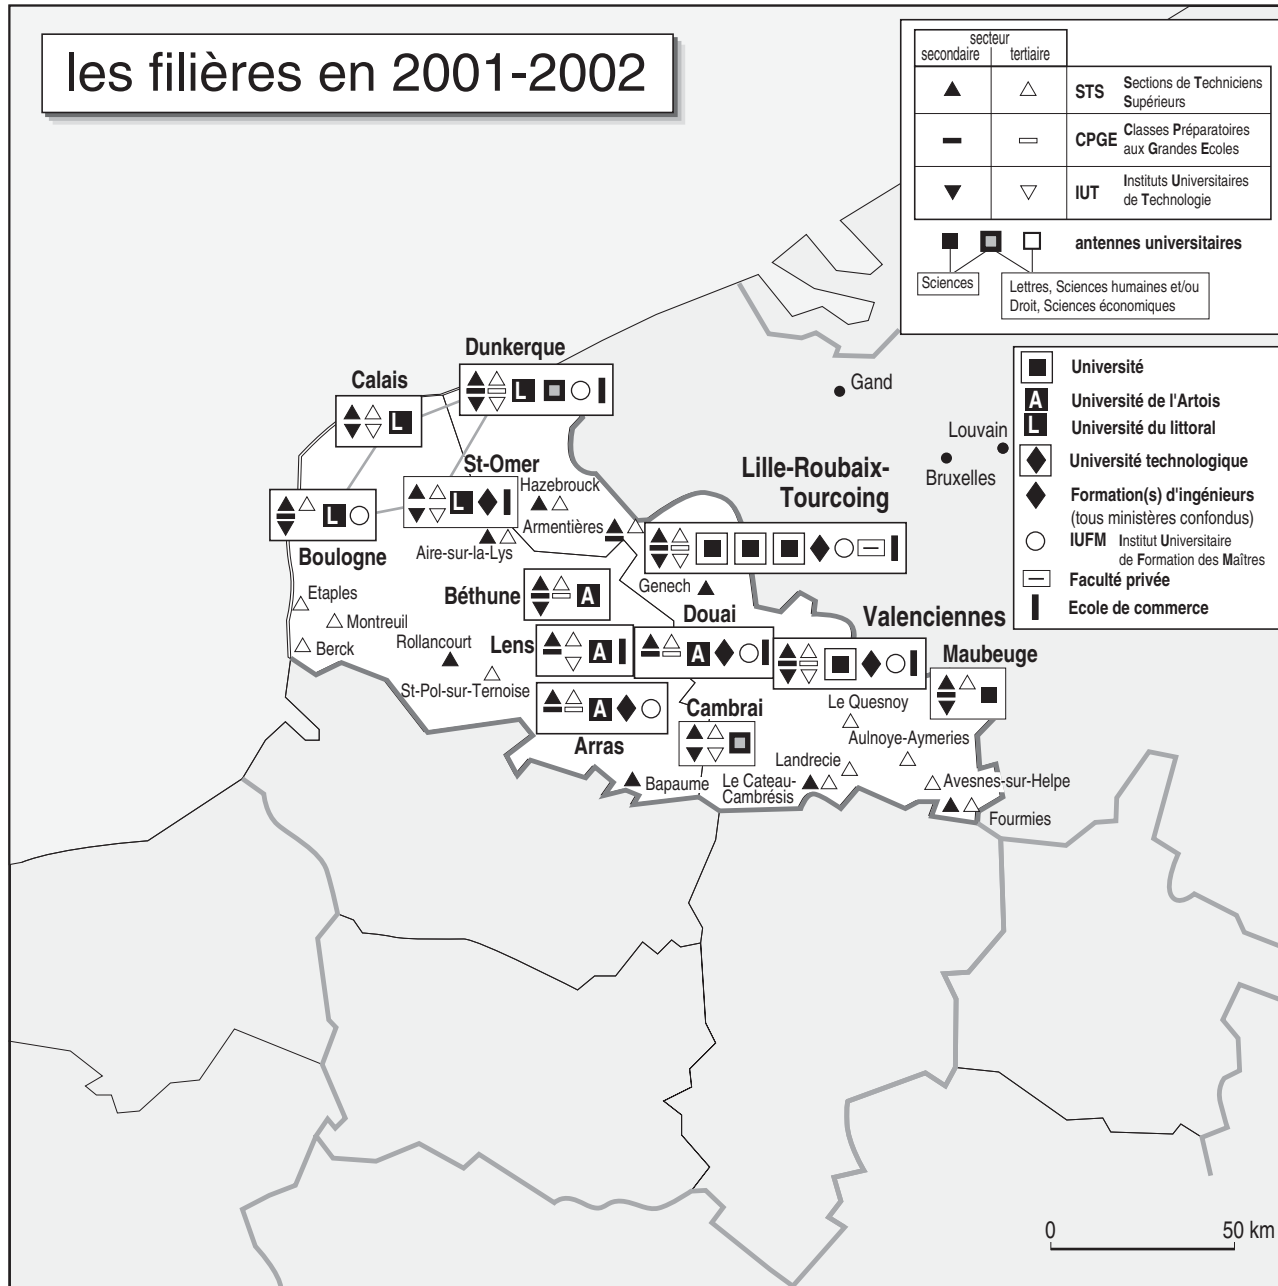 les filières en 2001-2002
secteur
secondaire tertiaire
STS Sections de Techniciens
Supérieurs
CPGE Classes Préparatoires
aux Grandes Ecoles
IUT Instituts Universitaires
de Technologie
antennes universitaires
Sciences
Lettres, Sciences humaines et/ou
Droit, Sciences économiques
Université
A Université de l'Artois
L Université du littoral
Université technologique
Formation(s) d'ingénieurs
(tous ministères confondus)
IUFM Institut Universitaire
de Formation des Maîtres
Faculté privée
Ecole de commerce
Dunkerque
L
Calais
L
Gand
Louvain
Bruxelles
St-Omer
L
Hazebrouck
Lille-Roubaix-
Tourcoing
Armentières
Boulogne
L
Aire-sur-la-Lys
Genech
Béthune
A
Etaples
Montreuil
Berck
Douai
A
Valenciennes
Rollancourt
Lens
A
Maubeuge
St-Pol-sur-Ternoise
Arras
A
Cambrai
Le Quesnoy
Aulnoye-Aymeries
Landrecie
Bapaume
Le Cateau-
Cambrésis
Avesnes-sur-Helpe
Fournies
0 50 km